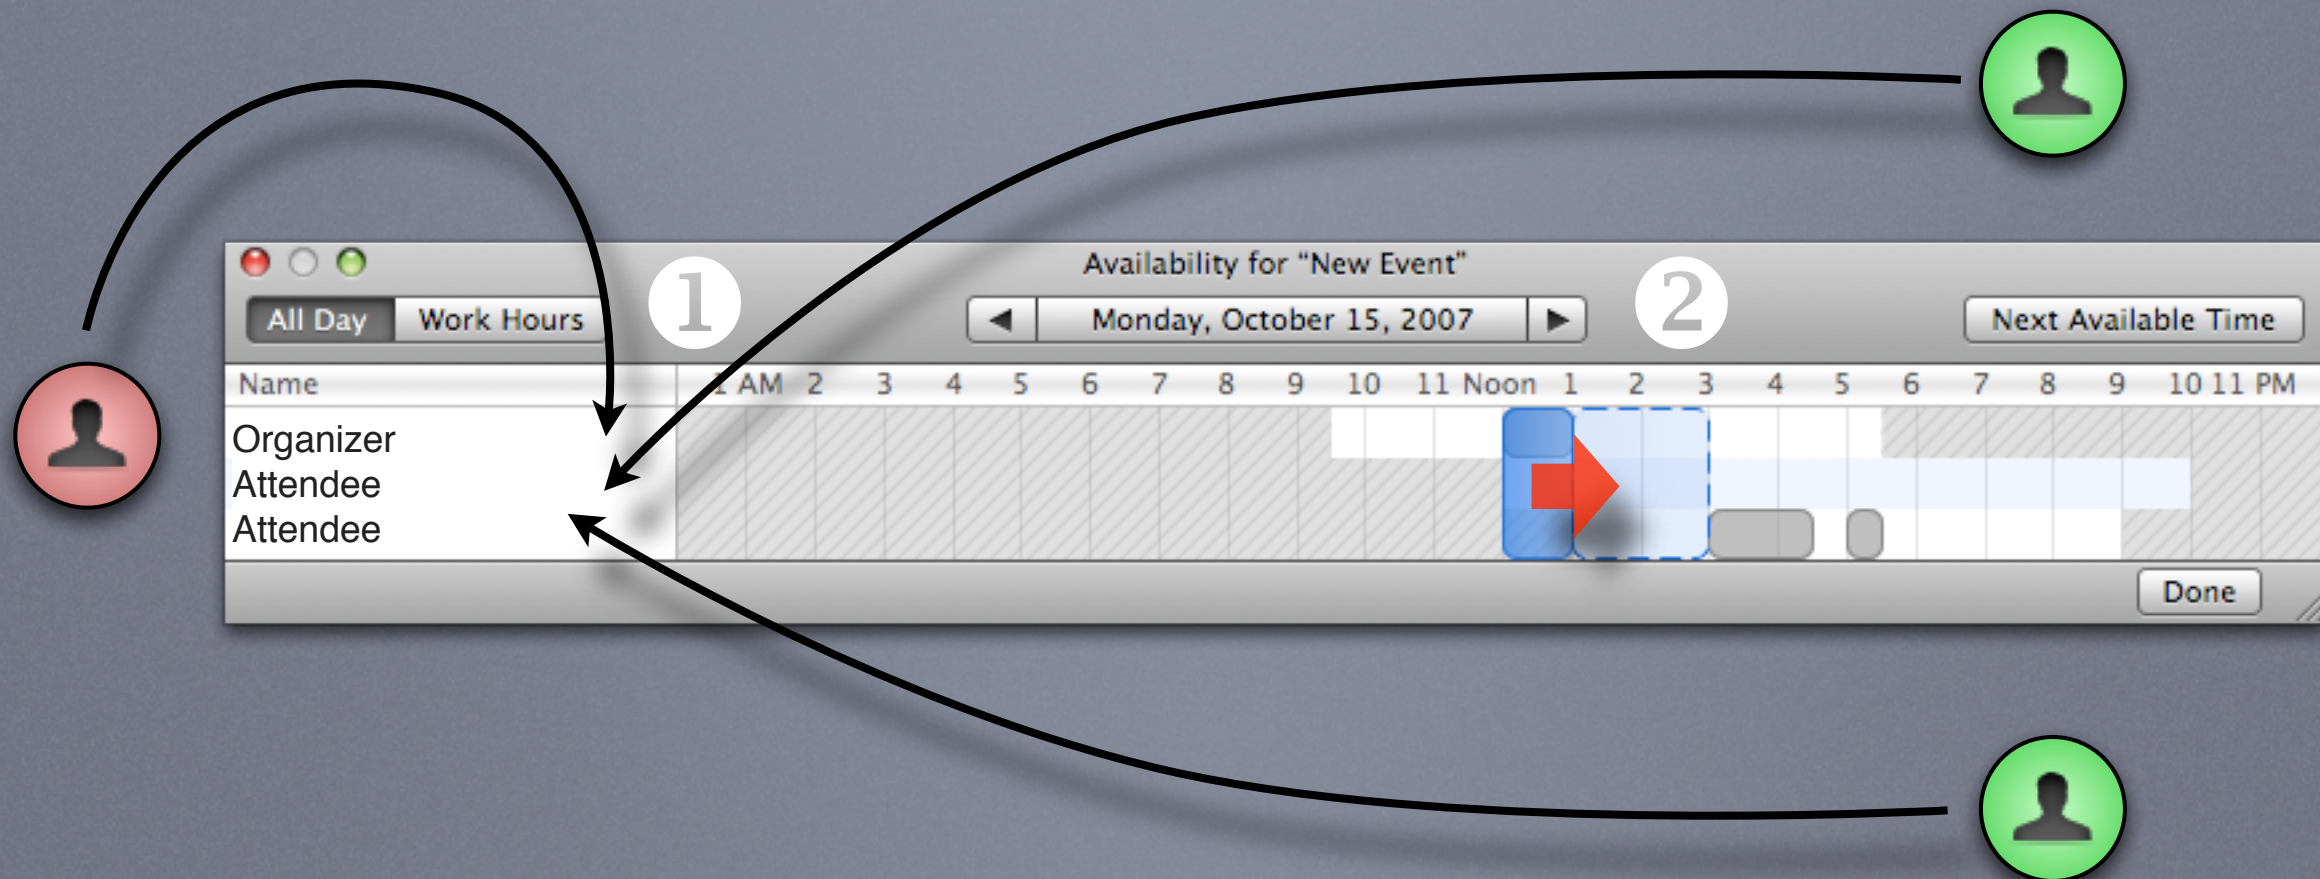 Availability for “New Event”
❶
❷
All Day Work Hours
◀ Monday, October 15, 2007 ▶
Next Available Time
Name 1 AM 2 3 4 5 6 7 8 9 10 11 Noon 1 2 3 4 5 6 7 8 9 10 11 PM
Organizer
Attendee
Attendee
Done